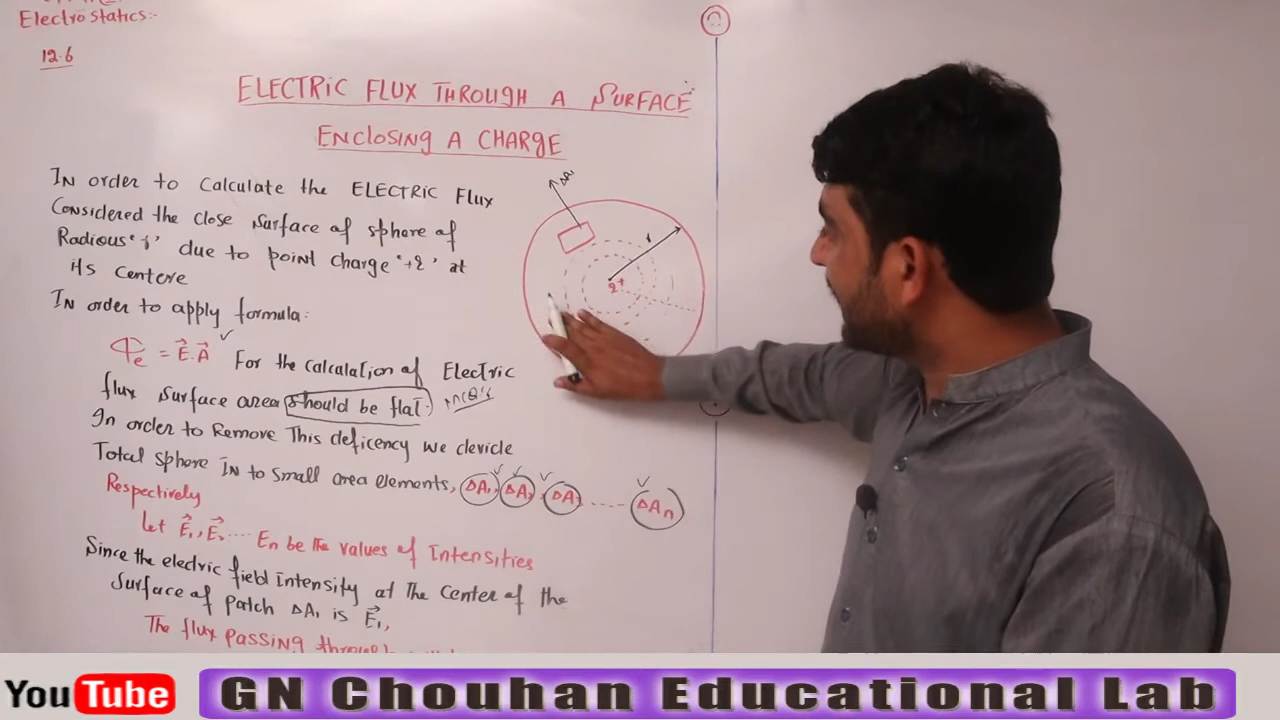 Electrostatics:-
12.6
ELECTRIC FLUX THROUGH A SURFACE
ENCLOSING A CHARGE
IN order to Calculate the ELECTRIC Flux
Considered the close surface of sphere of
Radious 'r' due to point charge '+q' at
its Centere
IN order to apply formula:
Φe = E⃗.A⃗ For the calcalation of Electric
flux surface area should be flat. MCQ's
In order to Remove This deficency we devide
Total sphere IN to small area elements, ΔA1, ΔA2, ΔA3 ..... ΔAn
Respectively
let E⃗1, E⃗2 .... En be the values of Intensities
Since the electric field intensity at The Center of the
Surface of Patch ΔA1 is E⃗1,
The flux passing through
ΔA1
r
q+
YouTube GN Chouhan Educational Lab